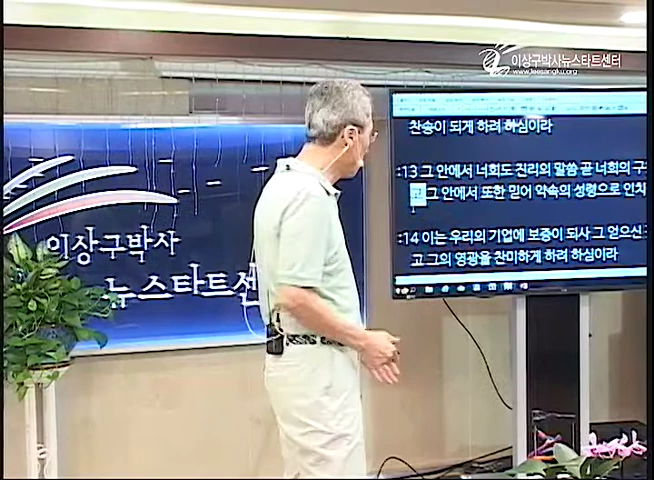 이상구박사뉴스타트센터
www.leesangku.org
찬송이 되게 하려 하심이라
:13 그 안에서 너희도 진리의 말씀 곧 너희의 구
고 그 안에서 또한 믿어 약속의 성령으로 인치
:14 이는 우리의 기업에 보증이 되사 그 얻으신
고 그의 영광을 찬미하게 하려 하심이라
이상구박사
뉴스타트센